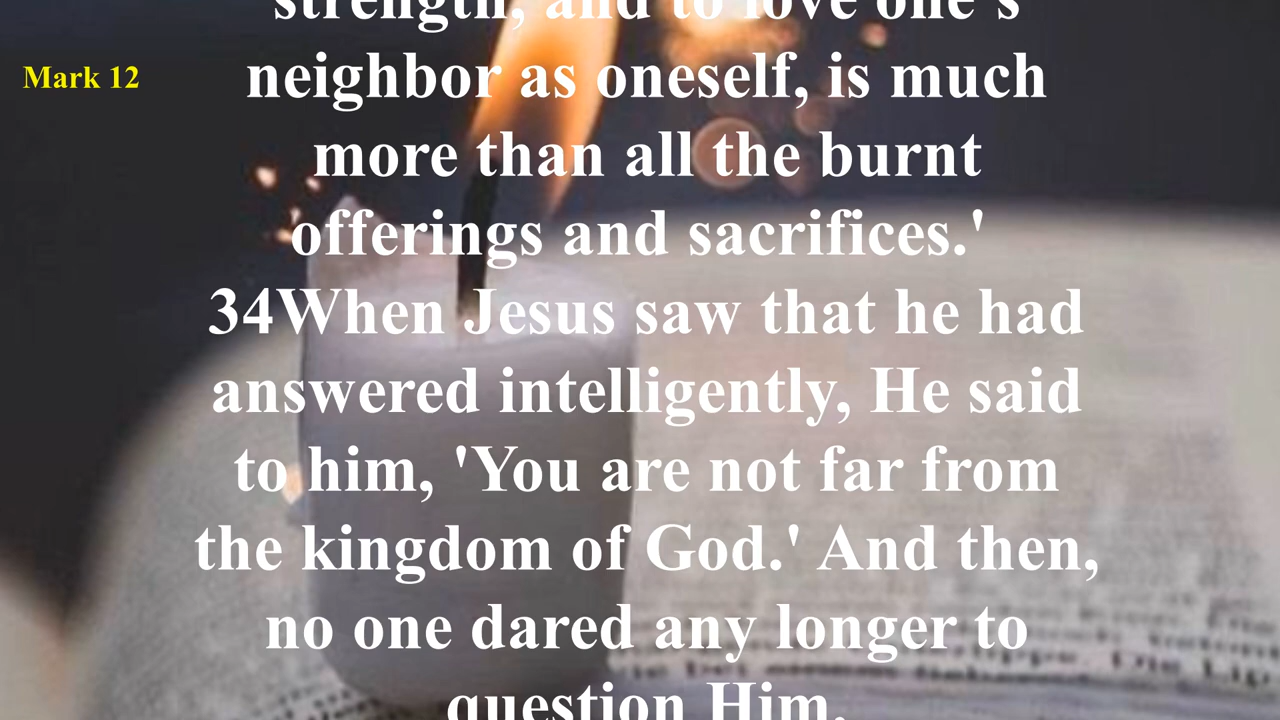 strength, and to love one's
Mark 12
neighbor as oneself, is much
more than all the burnt
offerings and sacrifices.'
34When Jesus saw that he had
answered intelligently, He said
to him, 'You are not far from
the kingdom of God.' And then,
no one dared any longer to
question Him.